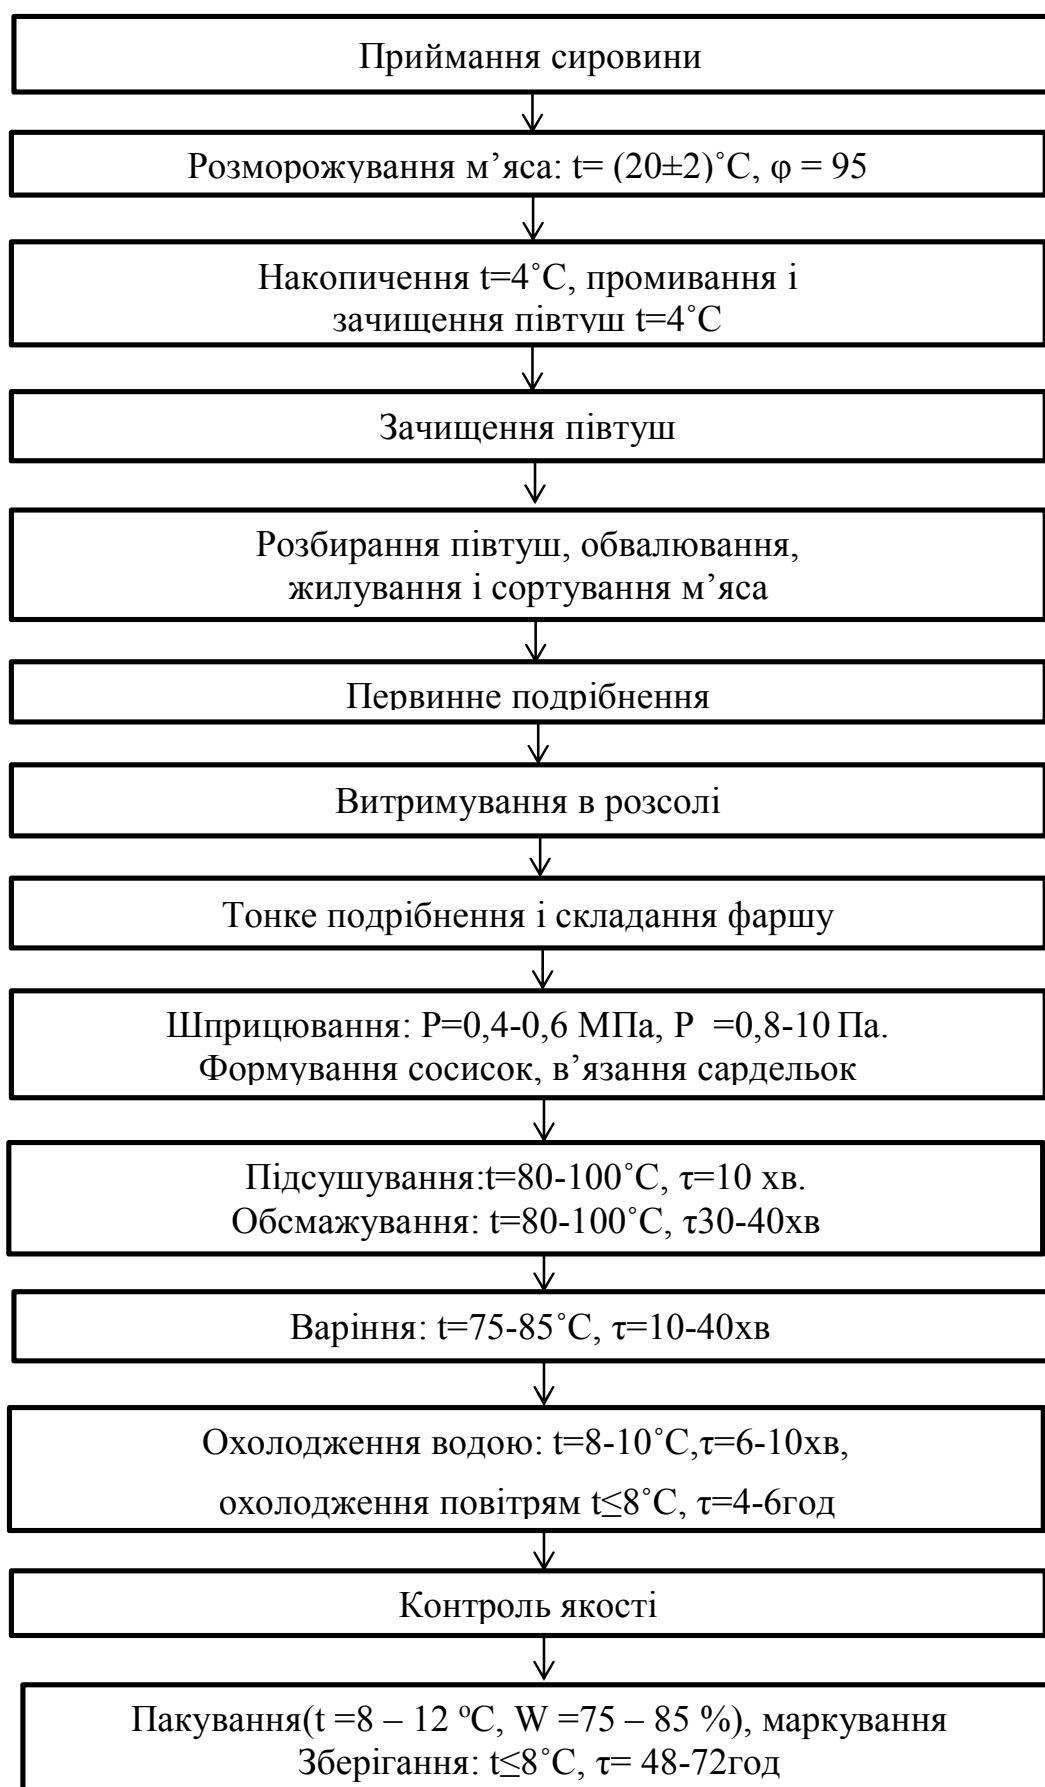 Приймання сировини
Розморожування м’яса: t= (20±2)˚С, φ = 95
Накопичення t=4˚С, промивання і
зачищення півтуш t=4˚С
Зачищення півтуш
Розбирання півтуш, обвалювання,
жилування і сортування м’яса
Первинне подрібнення
Витримування в розсолі
Тонке подрібнення і складання фаршу
Шприцювання: Р=0,4-0,6 МПа, Р =0,8-10 Па.
Формування сосисок, в’язання сардельок
Підсушування:t=80-100˚С, τ=10 хв.
Обсмажування: t=80-100˚С, τ30-40хв
Варіння: t=75-85˚С, τ=10-40хв
Охолодження водою: t=8-10˚С,τ=6-10хв,
охолодження повітрям t≤8˚С, τ=4-6год
Контроль якості
Пакування(t =8 – 12 ºС, W =75 – 85 %), маркування
Зберігання: t≤8˚С, τ= 48-72год